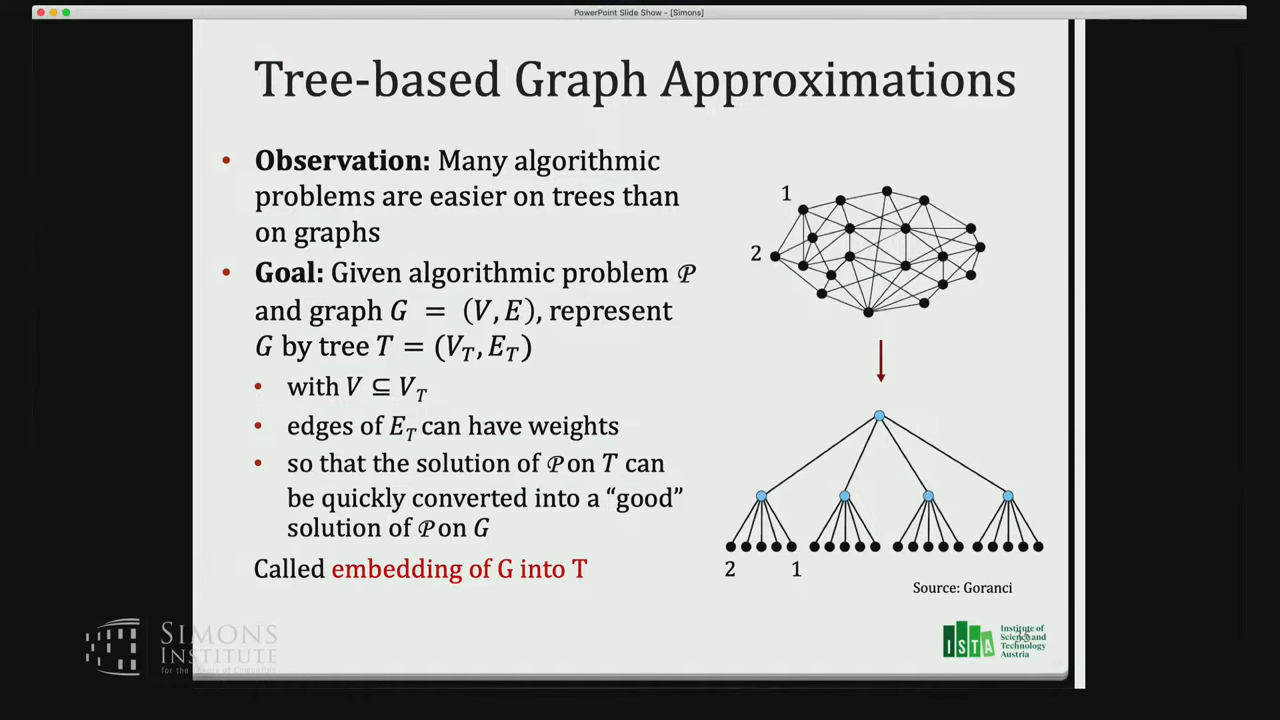 PowerPoint Slide Show - [Simons]
Tree-based Graph Approximations
• Observation: Many algorithmic
problems are easier on trees than
on graphs
• Goal: Given algorithmic problem 𝒫
and graph G = (V, E), represent
G by tree T = (V_T, E_T)
• with V ⊆ V_T
• edges of E_T can have weights
• so that the solution of 𝒫 on T can
be quickly converted into a “good”
solution of 𝒫 on G
Called embedding of G into T
1
2
2 1
Source: Goranci
SIMONS
INSTITUTE
for the Theory of Computing
ISTA
Institute of
Science and
Technology
Austria